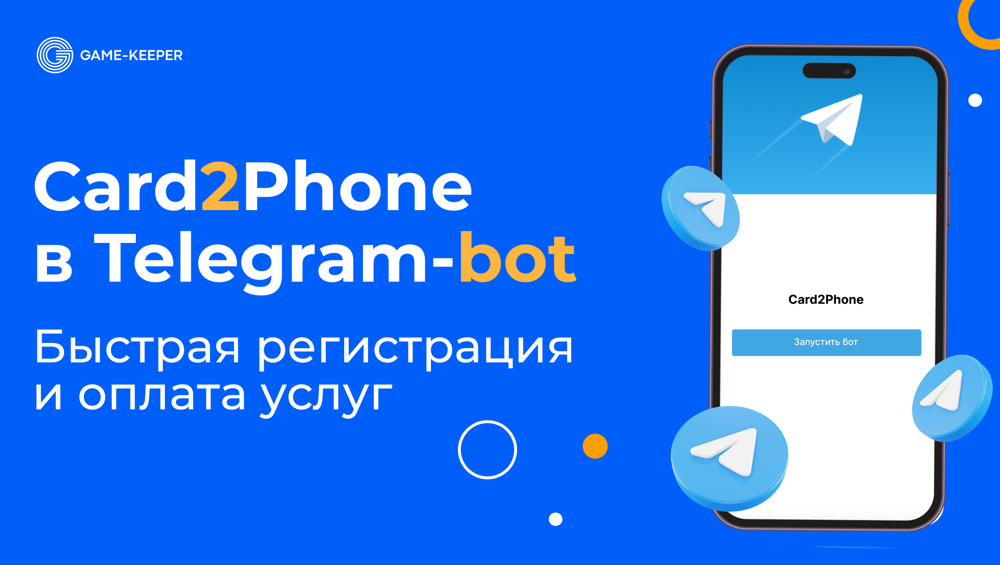 GAME-KEEPER
Card2Phone
в Telegram-bot
Быстрая регистрация
и оплата услуг
Card2Phone
Запустить бот